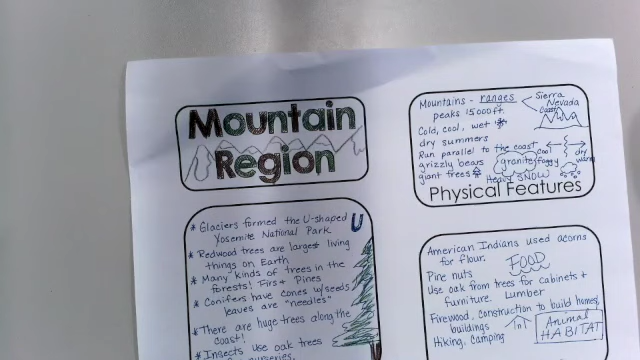 Mountain
Region
* Glaciers formed the U-shaped
Yosemite National Park
U
* Redwood trees are largest living
things on Earth
* Many kinds of trees in the
forests! Firs + Pines
* Conifers have cones w/seeds
leaves are "needles"
* There are huge trees along the
coast!
* Insects use oak trees
nurseries.
Mountains - ranges
Sierra
Nevada
Coast
peaks 15000ft.
Cold, cool, wet
dry summers
Run parallel to the coast
cool
foggy
dry
warm
grizzly bears
granite
giant trees
Heavy SNOW
Physical Features
American Indians used acorns
for flour.
FOOD
Pine nuts
Use oak from trees for cabinets +
furniture. Lumber
Firewood, Construction to build homes,
buildings
Hiking, Camping
Animal
HABITAT